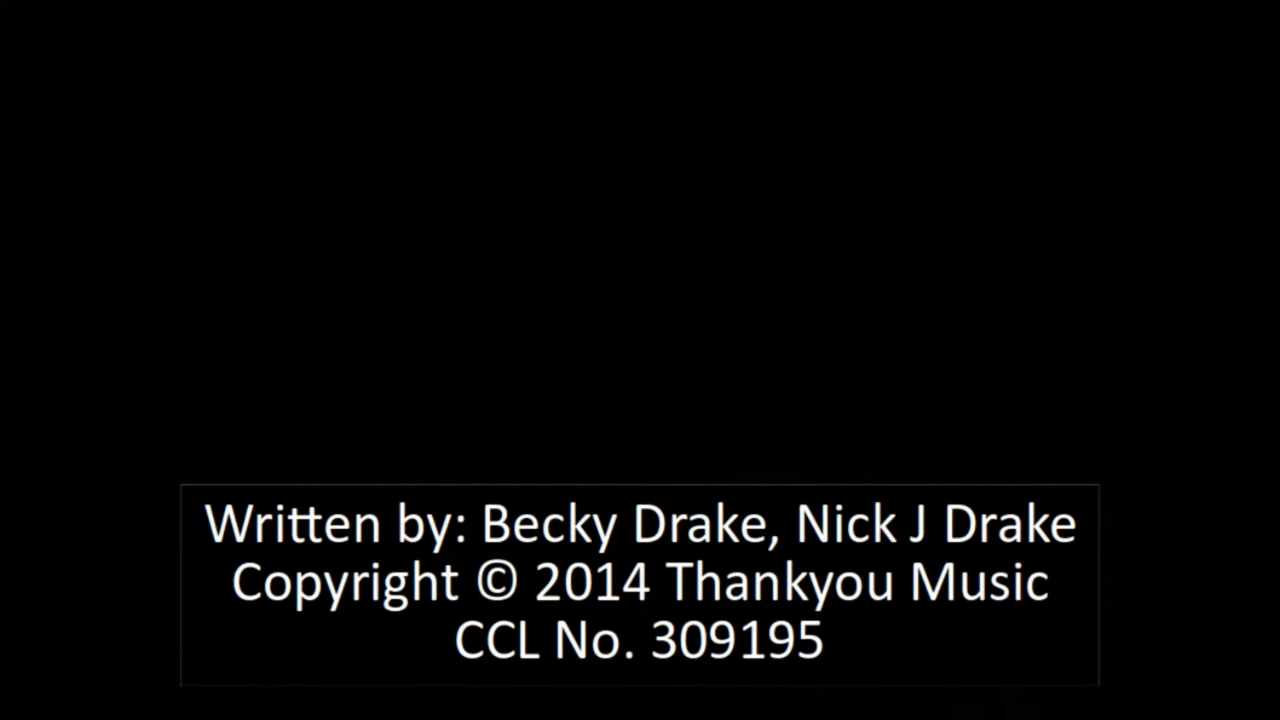 Written by: Becky Drake, Nick J Drake
Copyright © 2014 Thankyou Music
CCL No. 309195